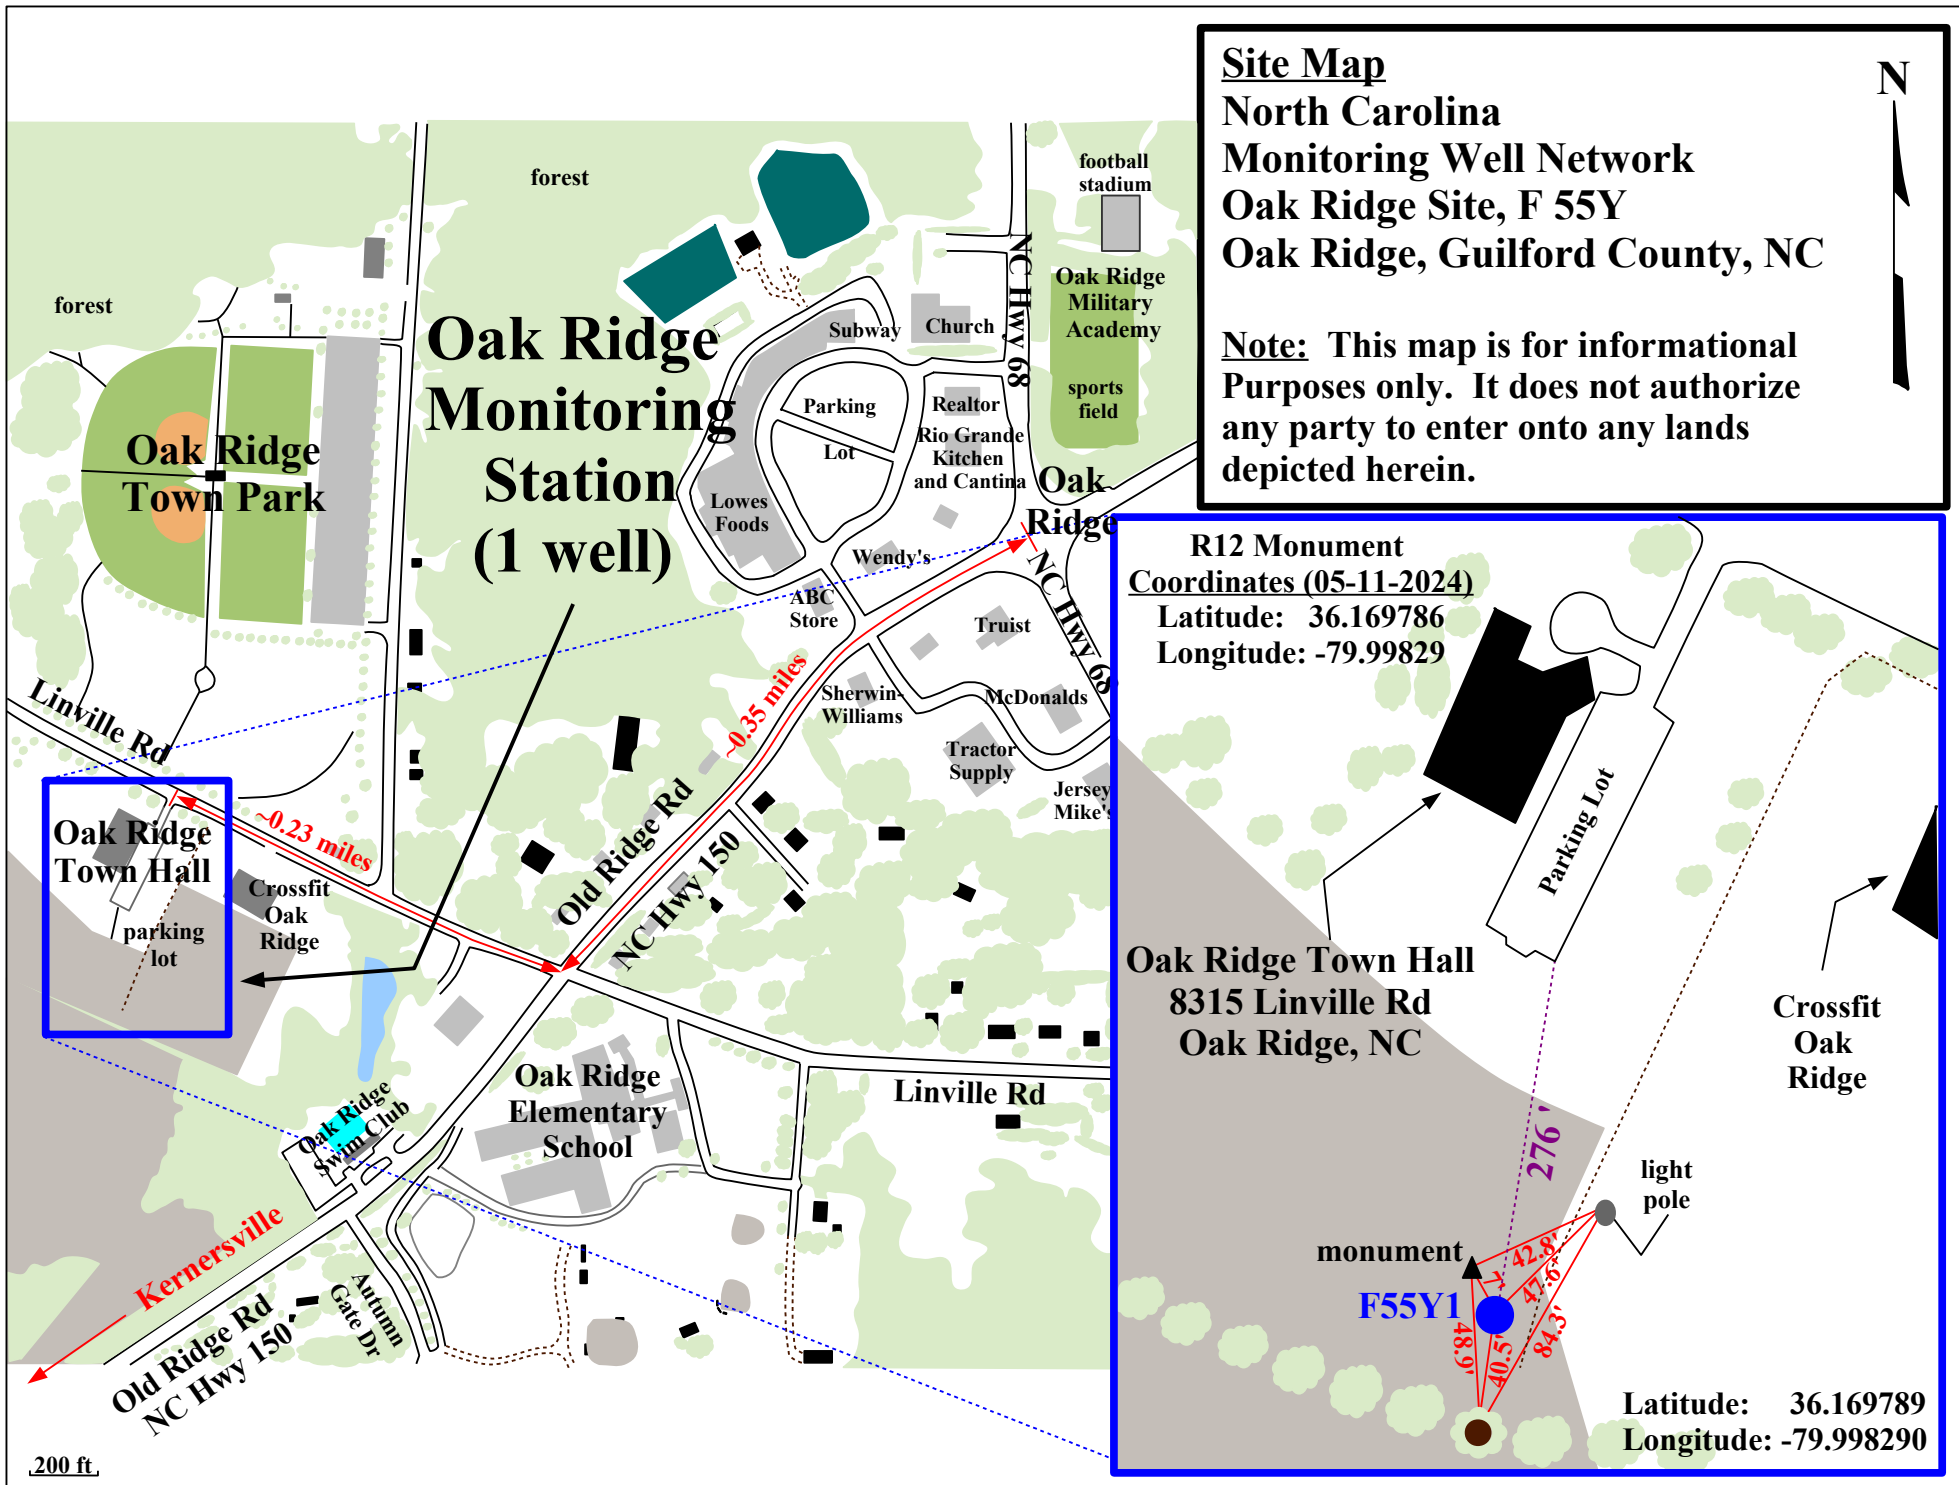 Site Map
North Carolina
Monitoring Well Network
Oak Ridge Site, F 55Y
Oak Ridge, Guilford County, NC
Note: This map is for informational
Purposes only. It does not authorize
any party to enter onto any lands
depicted herein.
N
forest
forest
football
stadium
NC Hwy 68
Oak Ridge
Military
Academy
sports
field
Subway
Church
Parking
Lot
Realtor
Rio Grande
Kitchen
and Cantina
Lowes
Foods
Wendy's
ABC
Store
Oak
Ridge
NC Hwy 68
Truist
Sherwin-
Williams
McDonalds
Tractor
Supply
Jersey
Mike's
Oak Ridge
Monitoring
Station
(1 well)
Oak Ridge
Town Park
Linville Rd
~0.23 miles
~0.35 miles
Old Ridge Rd
NC Hwy 150
Oak Ridge
Town Hall
parking
lot
Crossfit
Oak
Ridge
Oak Ridge
Elementary
School
Linville Rd
Oak Ridge
Swim Club
Kernersville
Old Ridge Rd
NC Hwy 150
Autumn
Gate Dr
200 ft
R12 Monument
Coordinates (05-11-2024)
Latitude: 36.169786
Longitude: -79.99829
Parking Lot
Oak Ridge Town Hall
8315 Linville Rd
Oak Ridge, NC
Crossfit
Oak
Ridge
276 '
light
pole
monument
42.8'
7'
47.6'
F55Y1
48.9'
40.5'
84.3'
Latitude: 36.169789
Longitude: -79.998290